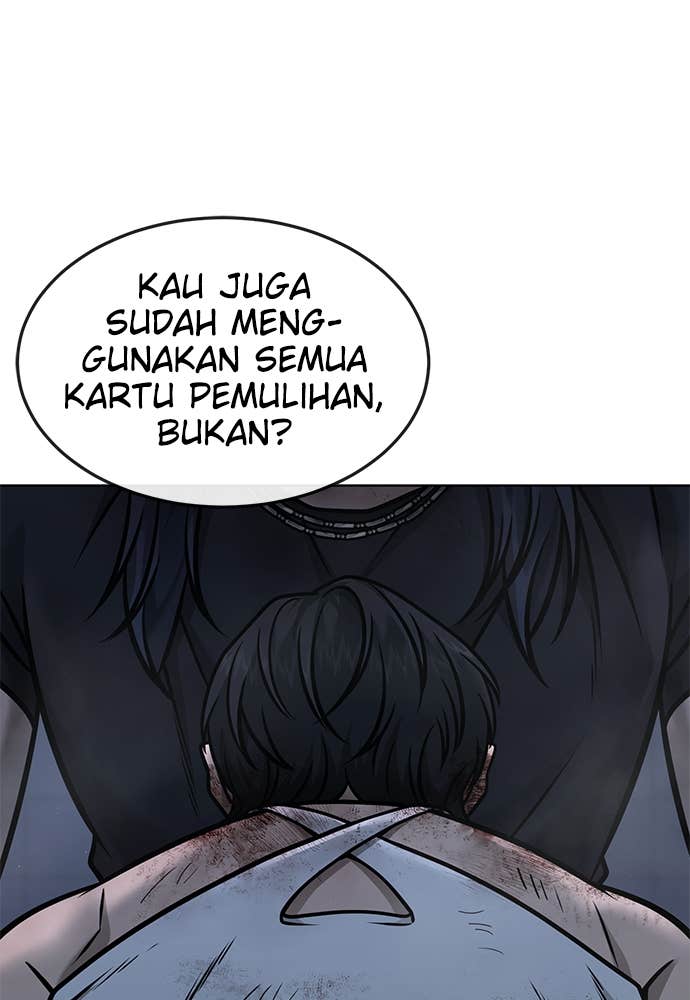 KAU JUGA
SUDAH MENG-
GUNAKAN SEMUA
KARTU PEMULIHAN,
BUKAN?